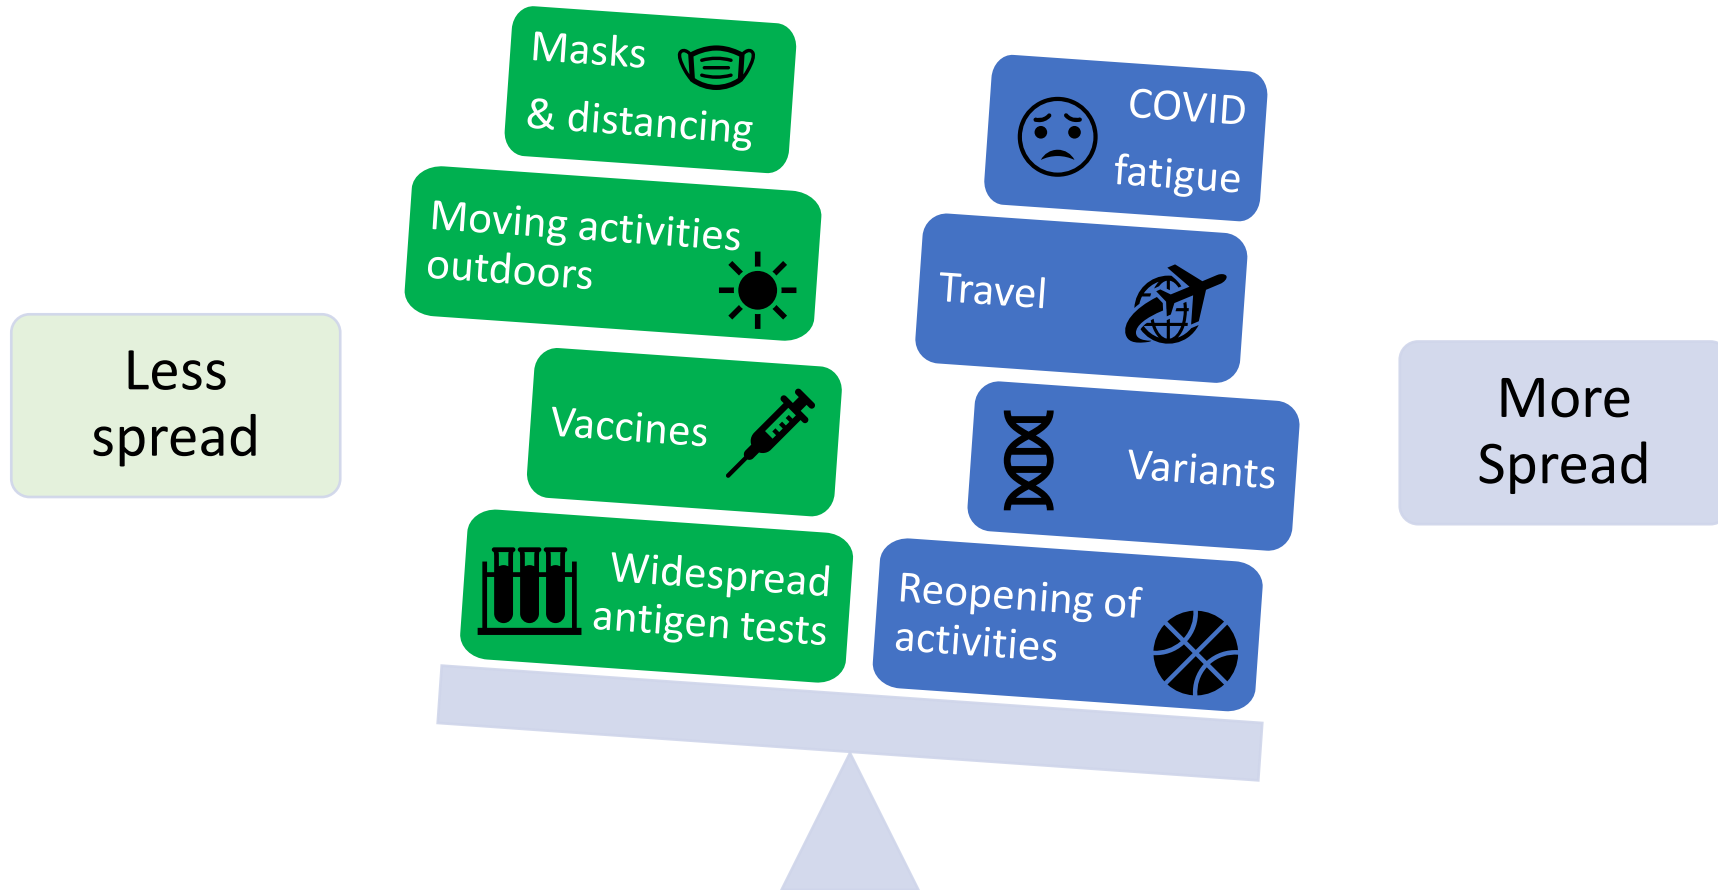 Less
spread
Masks
& distancing
Moving activities
outdoors
Vaccines
Widespread
antigen tests
COVID
fatigue
Travel
Variants
Reopening of
activities
More
Spread